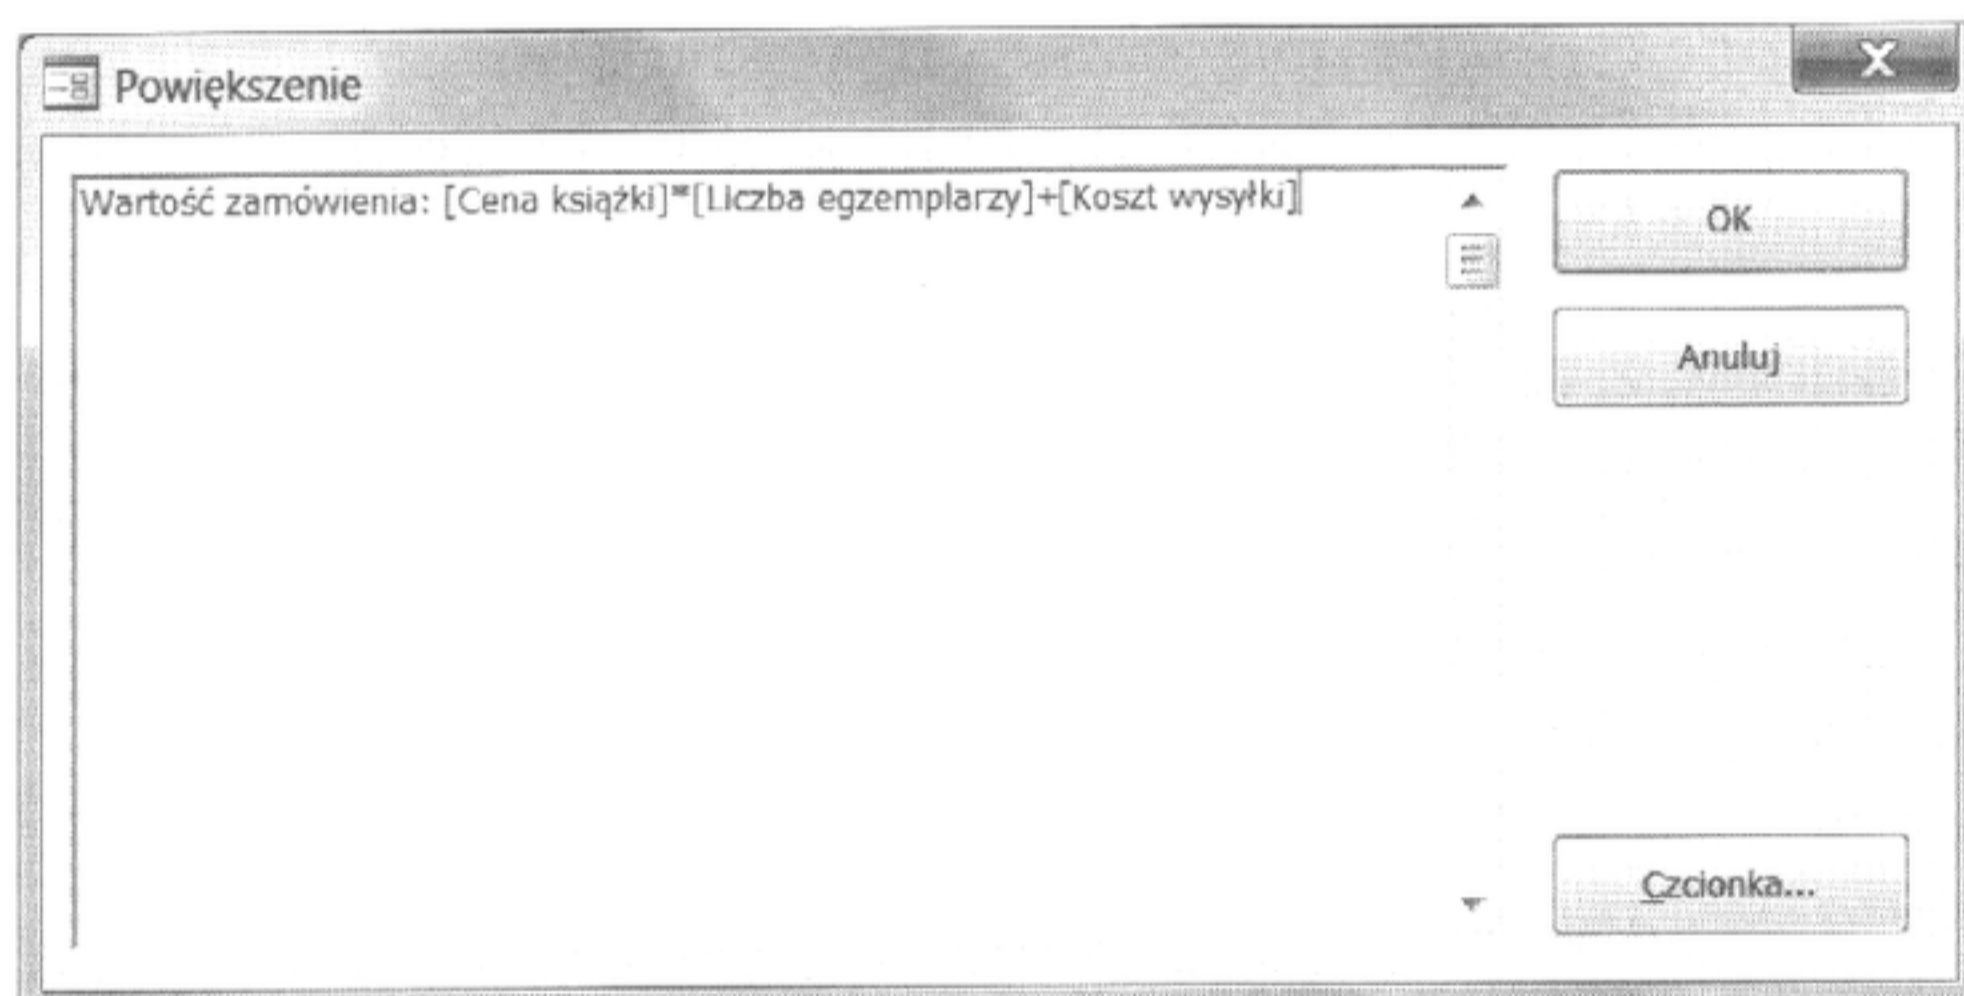 Powiększenie
Wartość zamówienia: [Cena książki]*[Liczba egzemplarzy]+[Koszt wysyłki]
OK
Anuluj
Czcionka...